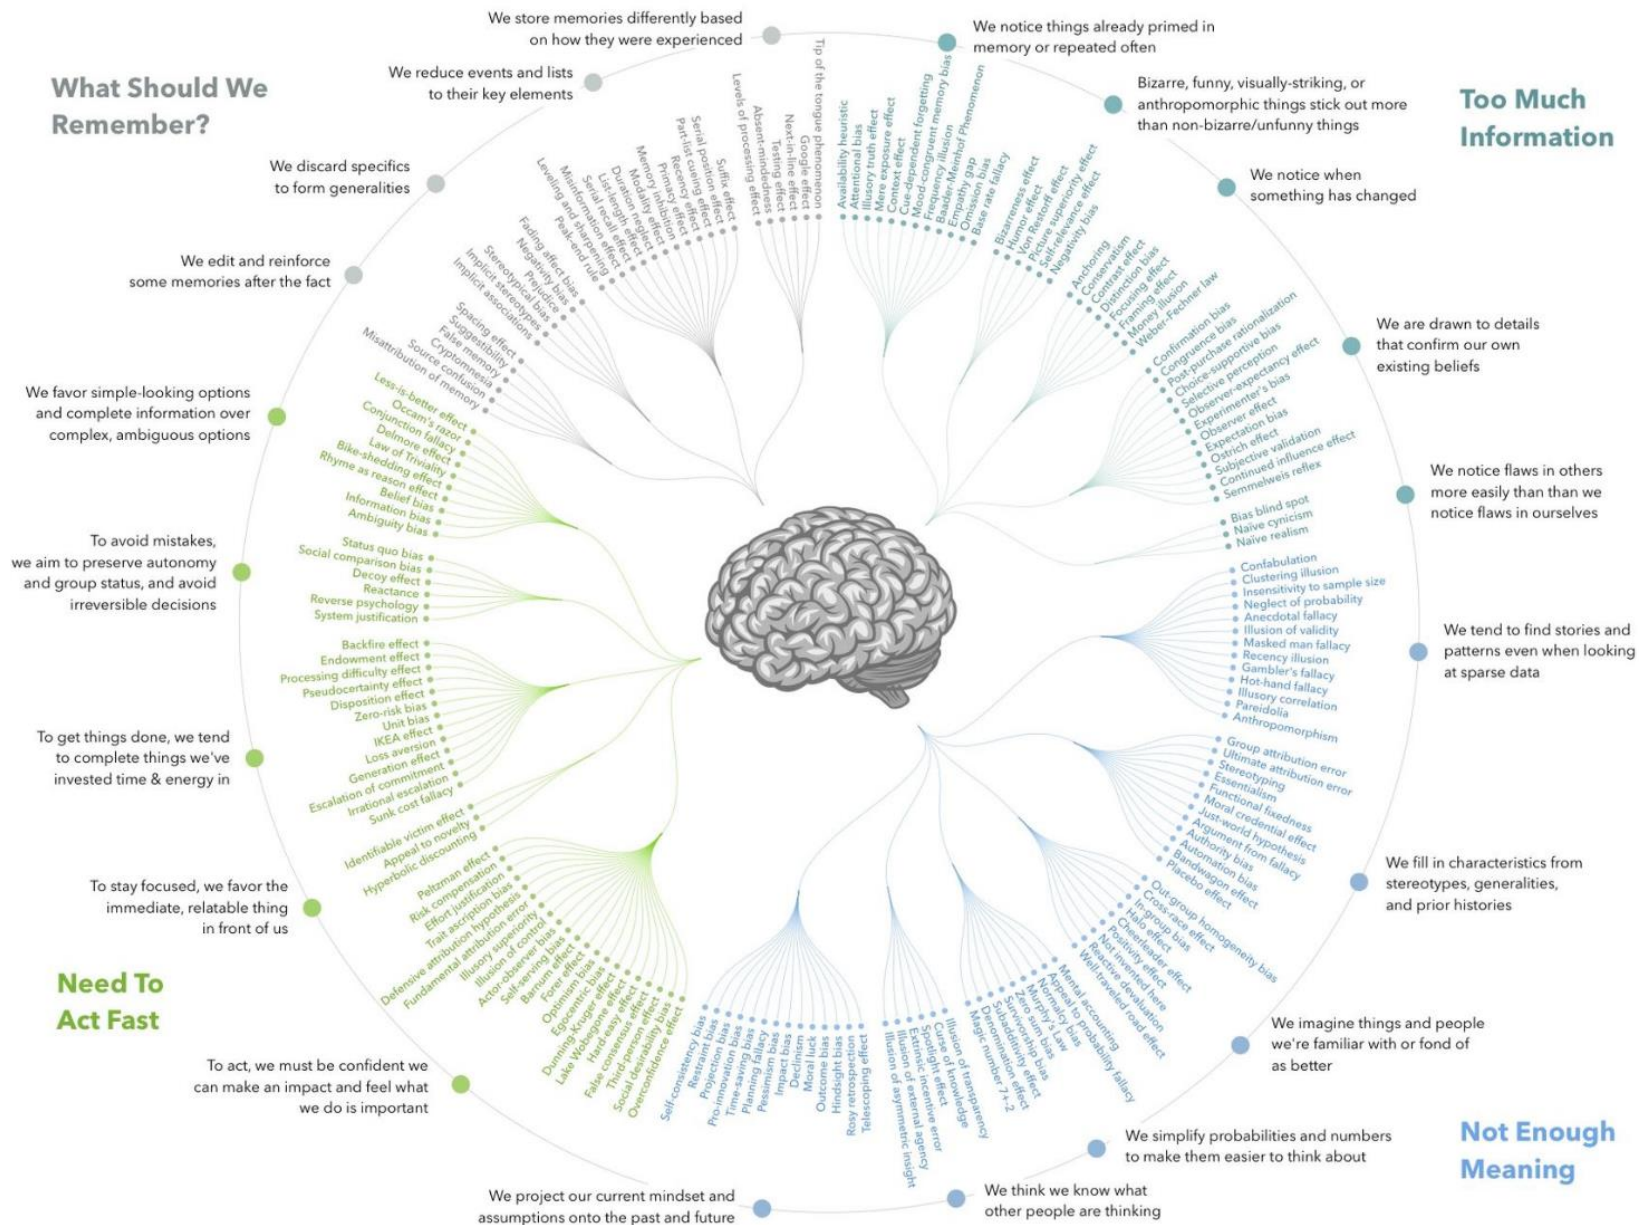 What Should We
Remember?
We store memories differently based
on how they were experienced
We reduce events and lists
to their key elements
We discard specifics
to form generalities
We edit and reinforce
some memories after the fact
Tip of the tongue phenomenon
Google effect
Next-in-line effect
Testing effect
Absent-mindedness
Levels of processing effect
Suffix effect
Serial position effect
Part-list cueing effect
Recency effect
Primacy effect
Memory inhibition
Modality effect
Duration neglect
List-length effect
Serial recall effect
Misinformation effect
Leveling and sharpening
Peak-end rule
Fading affect bias
Negativity bias
Prejudice
Stereotypical bias
Implicit stereotypes
Implicit associations
Spacing effect
Suggestibility
False memory
Cryptomnesia
Source confusion
Misattribution of memory
Too Much
Information
We notice things already primed in
memory or repeated often
Bizarre, funny, visually-striking, or
anthropomorphic things stick out more
than non-bizarre/unfunny things
We notice when
something has changed
We are drawn to details
that confirm our own
existing beliefs
We notice flaws in others
more easily than than we
notice flaws in ourselves
Availability heuristic
Attentional bias
Illusory truth effect
Mere exposure effect
Context effect
Cue-dependent forgetting
Mood-congruent memory bias
Frequency illusion
Baader-Meinhof Phenomenon
Empathy gap
Omission bias
Base rate fallacy
Bizarreness effect
Humor effect
Von Restorff effect
Picture superiority effect
Self-relevance effect
Negativity bias
Anchoring
Conservatism
Contrast effect
Distinction bias
Focusing effect
Framing effect
Money illusion
Weber-Fechner law
Confirmation bias
Congruence bias
Post-purchase rationalization
Choice-supportive bias
Selective perception
Observer-expectancy effect
Experimenter's bias
Observer effect
Expectation bias
Ostrich effect
Subjective validation
Continued influence effect
Semmelweis reflex
Bias blind spot
Naïve cynicism
Naïve realism
Not Enough
Meaning
We tend to find stories and
patterns even when looking
at sparse data
We fill in characteristics from
stereotypes, generalities,
and prior histories
We imagine things and people
we're familiar with or fond of
as better
We simplify probabilities and numbers
to make them easier to think about
We think we know what
other people are thinking
We project our current mindset and
assumptions onto the past and future
Confabulation
Clustering illusion
Insensitivity to sample size
Neglect of probability
Anecdotal fallacy
Illusion of validity
Masked man fallacy
Recency illusion
Gambler's fallacy
Hot-hand fallacy
Illusory correlation
Pareidolia
Anthropomorphism
Group attribution error
Ultimate attribution error
Stereotyping
Essentialism
Functional fixedness
Moral credential effect
Just-world hypothesis
Argument from fallacy
Authority bias
Automation bias
Bandwagon effect
Placebo effect
Out-group homogeneity bias
Cross-race effect
In-group bias
Halo effect
Cheerleader effect
Positivity effect
Not invented here
Reactive devaluation
Well-traveled road effect
Mental accounting
Appeal to probability fallacy
Normalcy bias
Murphy's Law
Zero sum bias
Survivorship bias
Subadditivity effect
Denomination effect
Magic number 7+-2
Illusion of transparency
Curse of knowledge
Spotlight effect
Extrinsic incentive error
Illusion of external agency
Illusion of asymmetric insight
Telescoping effect
Rosy retrospection
Hindsight bias
Outcome bias
Moral luck
Declinism
Impact bias
Pessimism bias
Planning fallacy
Time-saving bias
Pro-innovation bias
Projection bias
Restraint bias
Self-consistency bias
Need To
Act Fast
We favor simple-looking options
and complete information over
complex, ambiguous options
To avoid mistakes,
we aim to preserve autonomy
and group status, and avoid
irreversible decisions
To get things done, we tend
to complete things we've
invested time & energy in
To stay focused, we favor the
immediate, relatable thing
in front of us
To act, we must be confident we
can make an impact and feel what
we do is important
Less-is-better effect
Occam's razor
Conjunction fallacy
Delmore effect
Law of Triviality
Bike-shedding effect
Rhyme as reason effect
Belief bias
Information bias
Ambiguity bias
Status quo bias
Social comparison bias
Decoy effect
Reactance
Reverse psychology
System justification
Backfire effect
Endowment effect
Processing difficulty effect
Pseudocertainty effect
Disposition effect
Zero-risk bias
Unit bias
IKEA effect
Loss aversion
Generation effect
Escalation of commitment
Irrational escalation
Sunk cost fallacy
Identifiable victim effect
Appeal to novelty
Hyperbolic discounting
Peltzman effect
Risk compensation
Effort justification
Trait ascription bias
Defensive attribution hypothesis
Fundamental attribution error
Illusory superiority
Illusion of control
Actor-observer bias
Self-serving bias
Barnum effect
Forer effect
Optimism bias
Egocentric bias
Dunning-Kruger effect
Lake Wobegone effect
Hard-easy effect
False consensus effect
Third-person effect
Social desirability bias
Overconfidence effect